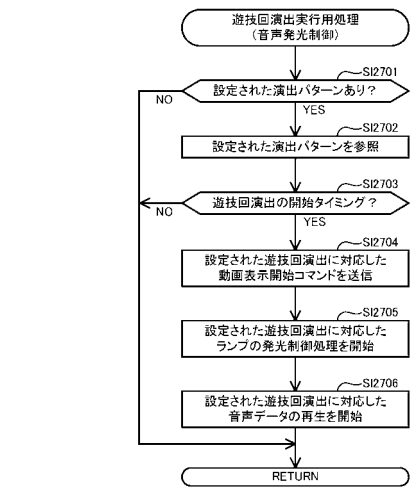 遊技回演出実行用処理
(音声発光制御)
SI2701
設定された演出パターンあり？
NO
YES
SI2702
設定された演出パターンを参照
SI2703
遊技回演出の開始タイミング？
NO
YES
SI2704
設定された遊技回演出に対応した
動画表示開始コマンドを送信
SI2705
設定された遊技回演出に対応した
ランプの発光制御処理を開始
SI2706
設定された遊技回演出に対応した
音声データの再生を開始
RETURN